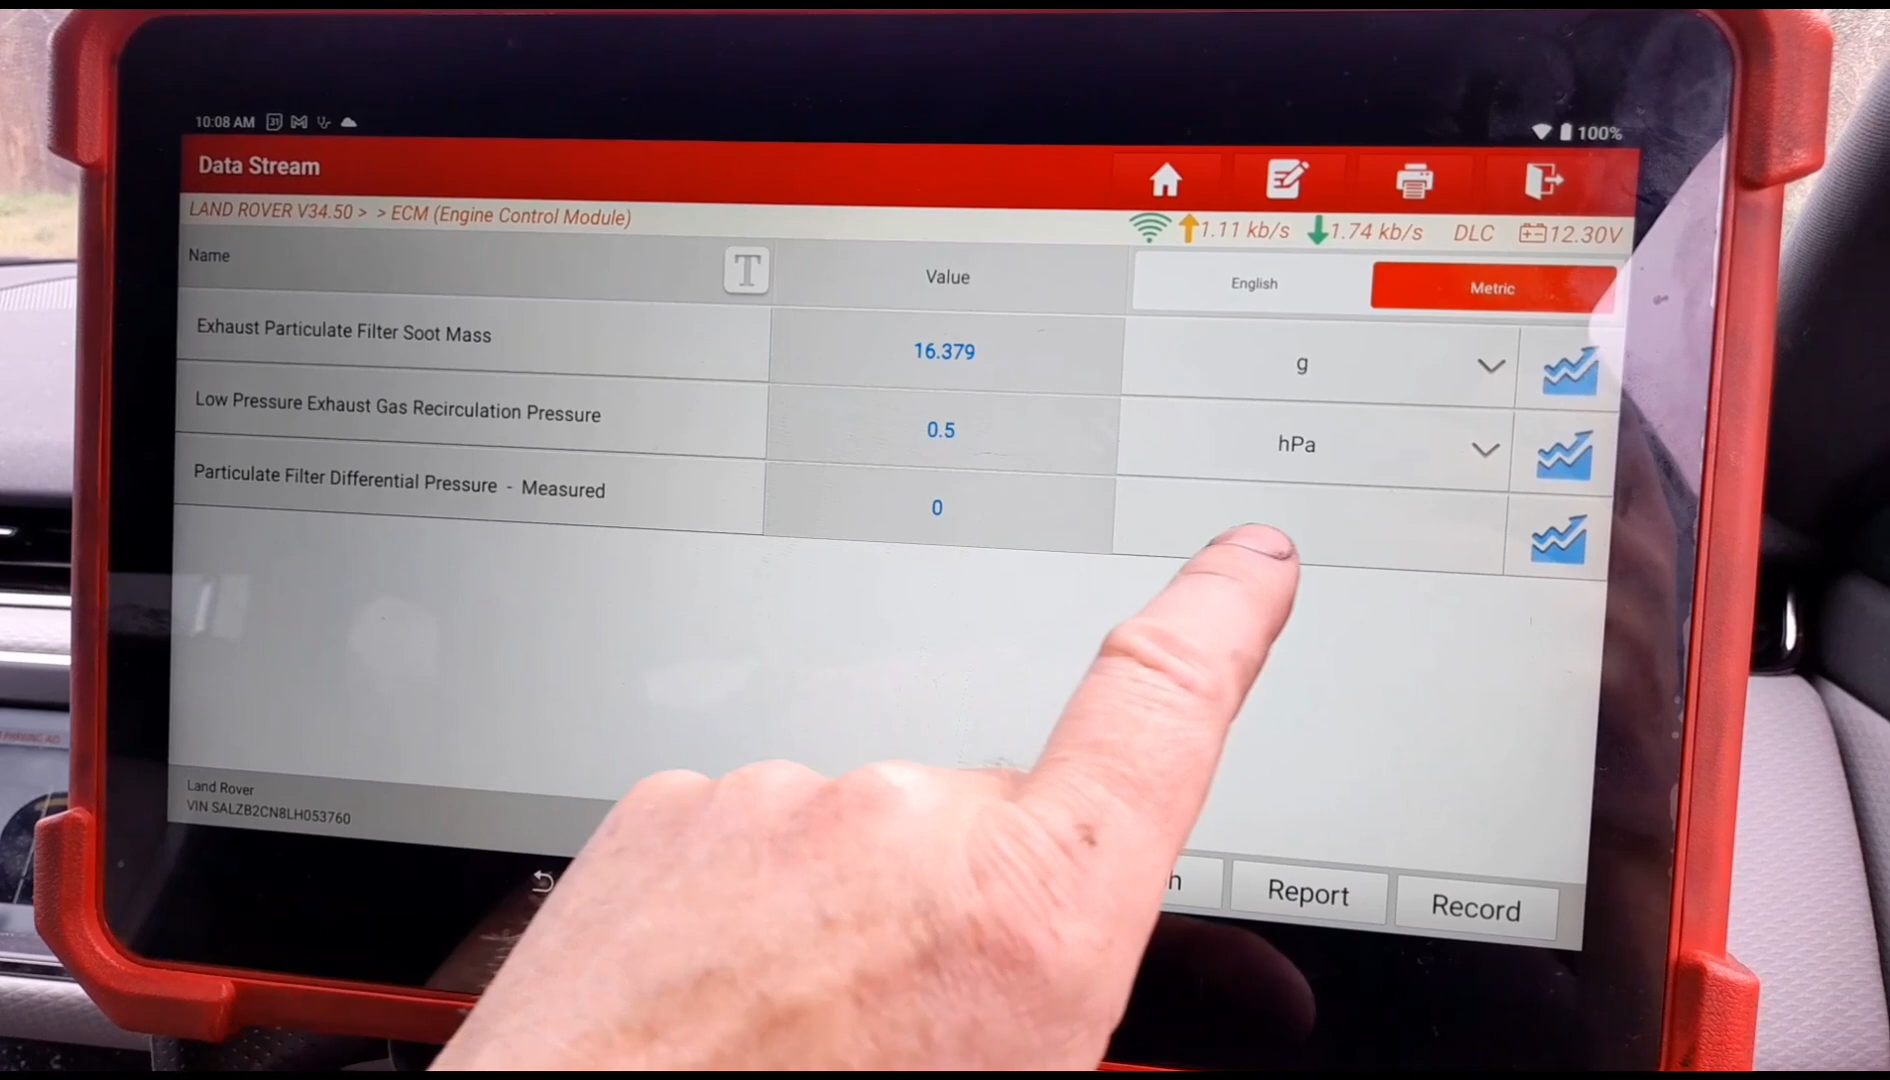 10:08 AM 31
100%
Data Stream
LAND ROVER V34.50 > > ECM (Engine Control Module)
1.11 kb/s 1.74 kb/s DLC 12.30V
Name T Value English Metric
Exhaust Particulate Filter Soot Mass 16.379 g
Low Pressure Exhaust Gas Recirculation Pressure 0.5 hPa
Particulate Filter Differential Pressure - Measured 0
Land Rover
VIN SALZB2CN8LH053760
Report Record